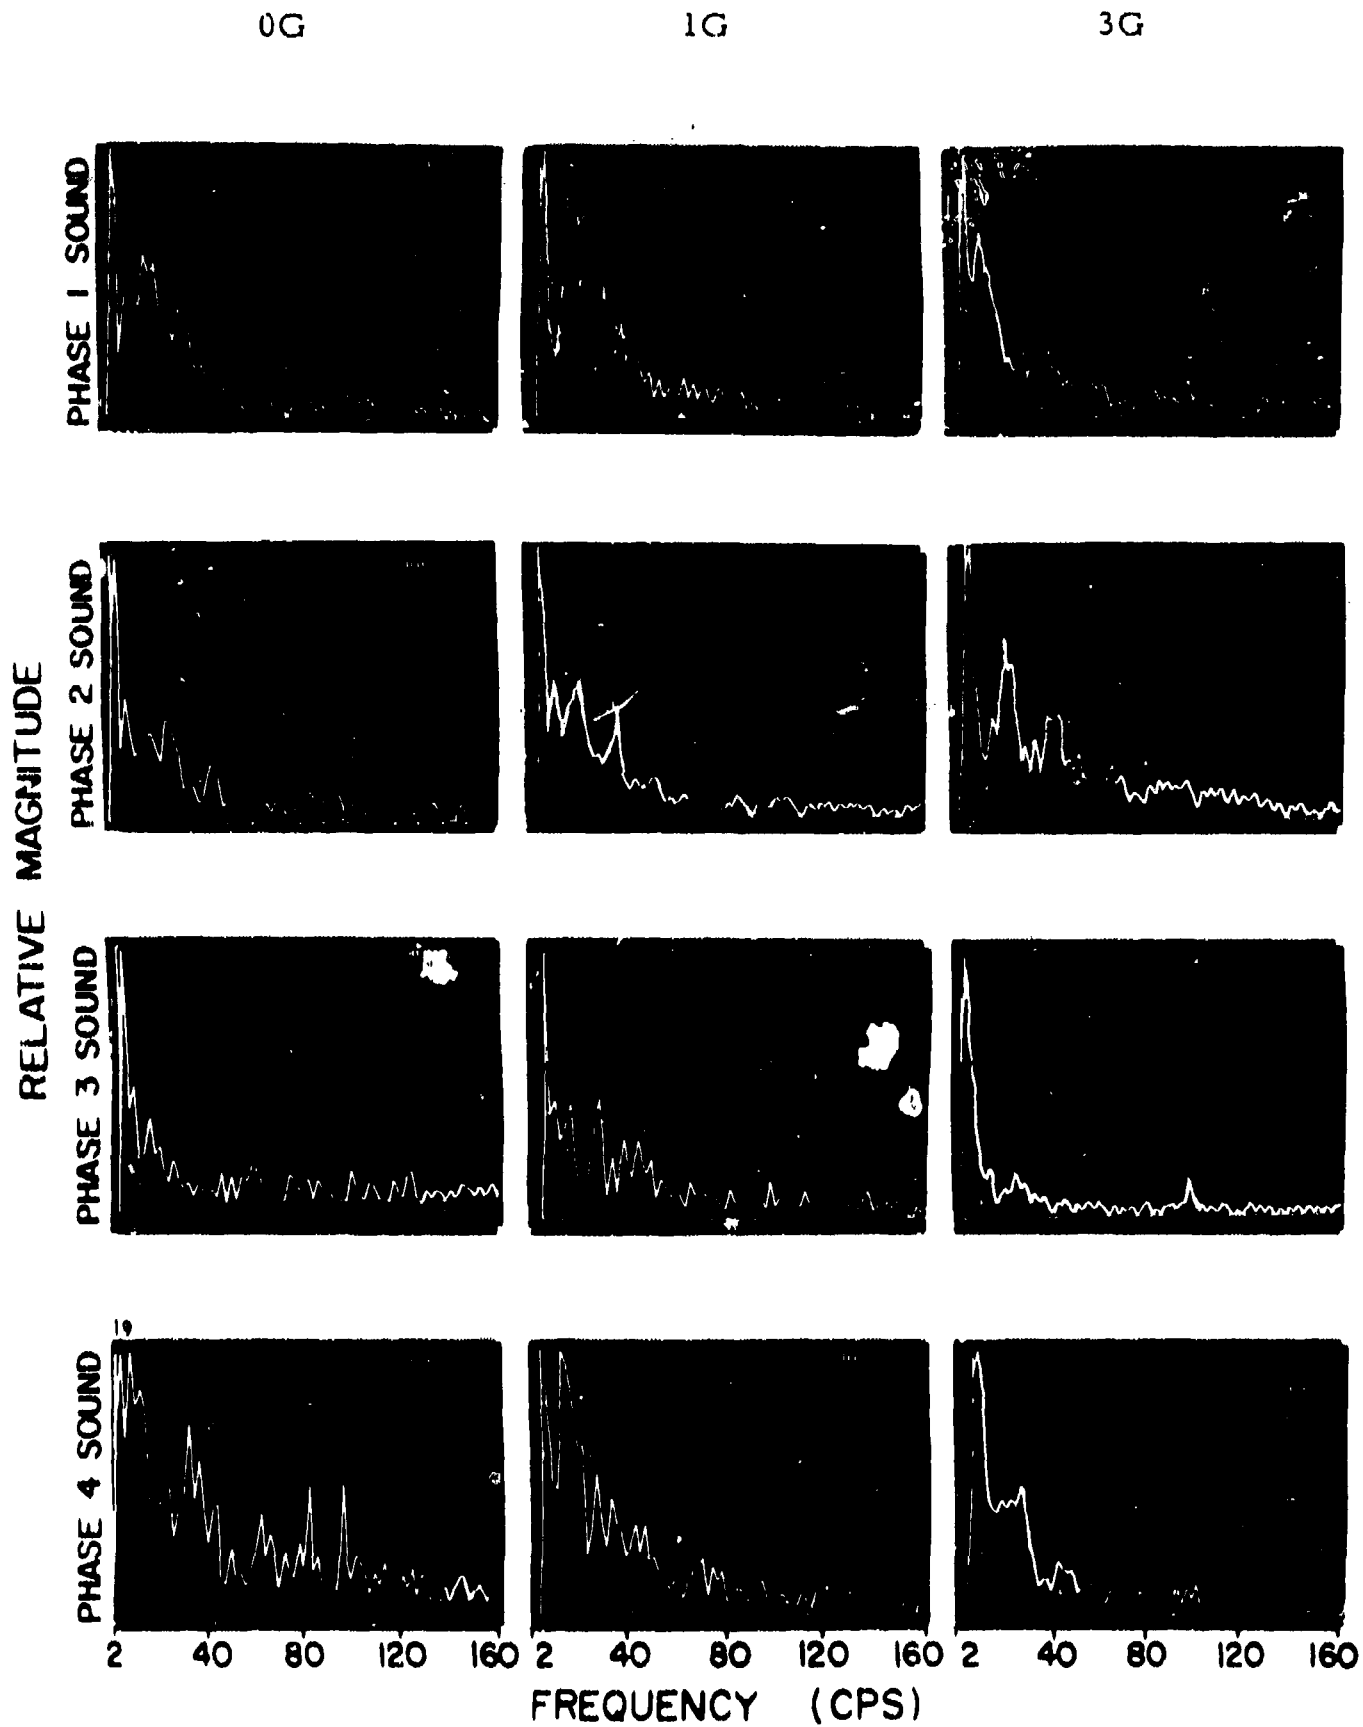 0G 1G 3G
RELATIVE MAGNITUDE
PHASE 1 SOUND
PHASE 2 SOUND
PHASE 3 SOUND
PHASE 4 SOUND
19
2 40 80 120 160 2 40 80 120 160 2 40 80 120 160
FREQUENCY (CPS)